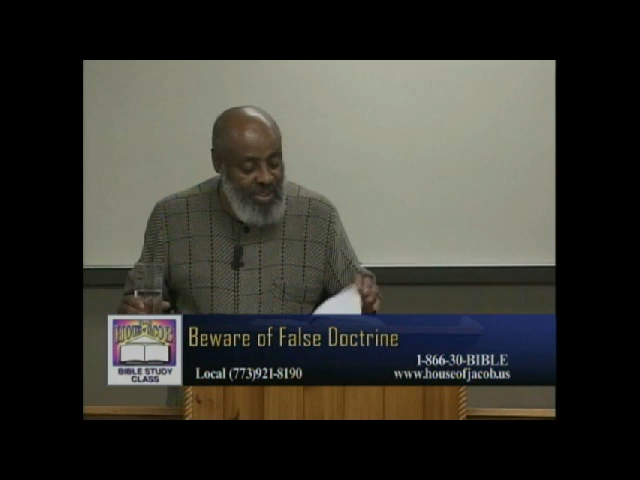 Beware of False Doctrine
HOUSE OF JACOB
BIBLE STUDY
CLASS
1-866-30-BIBLE
Local (773)921-8190
www.houseofjacob.us